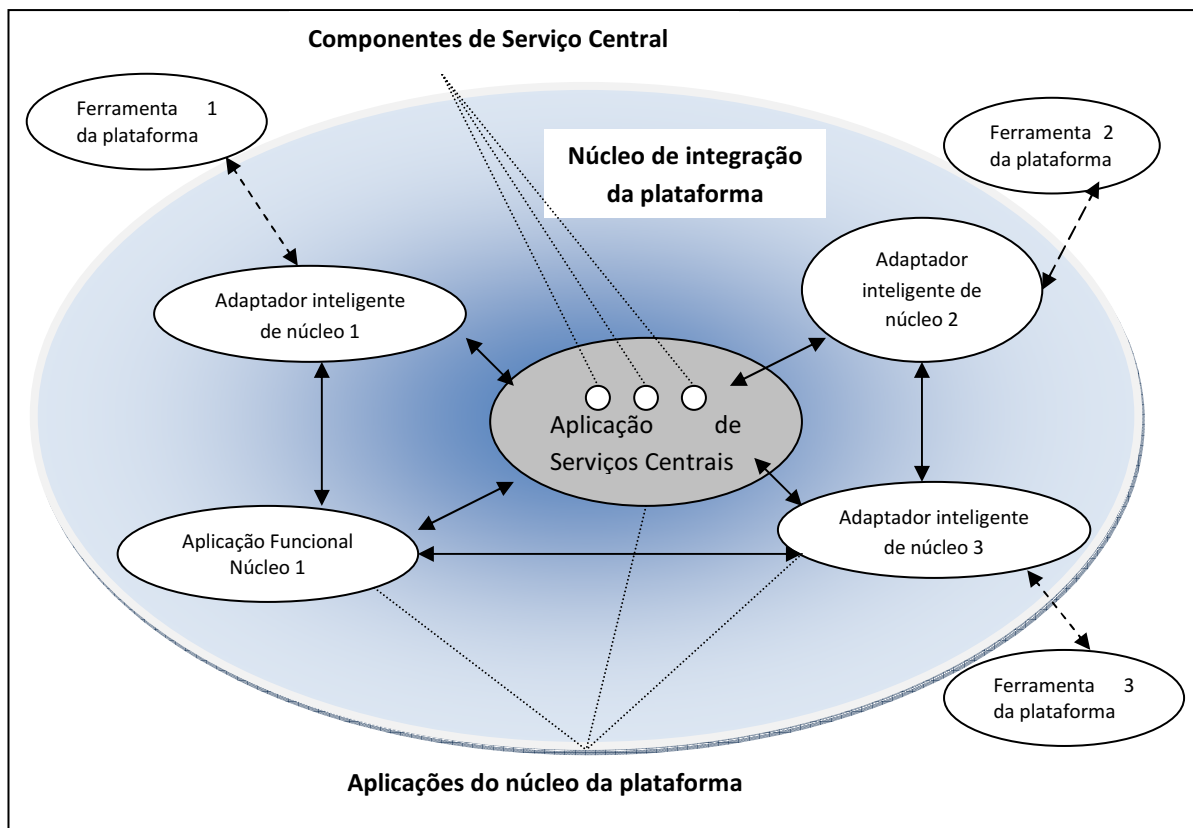 Componentes de Serviço Central
Ferramenta 1
da plataforma
Ferramenta 2
da plataforma
Núcleo de integração
da plataforma
Adaptador inteligente
de núcleo 1
Adaptador
inteligente de
núcleo 2
Aplicação de
Serviços Centrais
Aplicação Funcional
Núcleo 1
Adaptador inteligente
de núcleo 3
Ferramenta 3
da plataforma
Aplicações do núcleo da plataforma